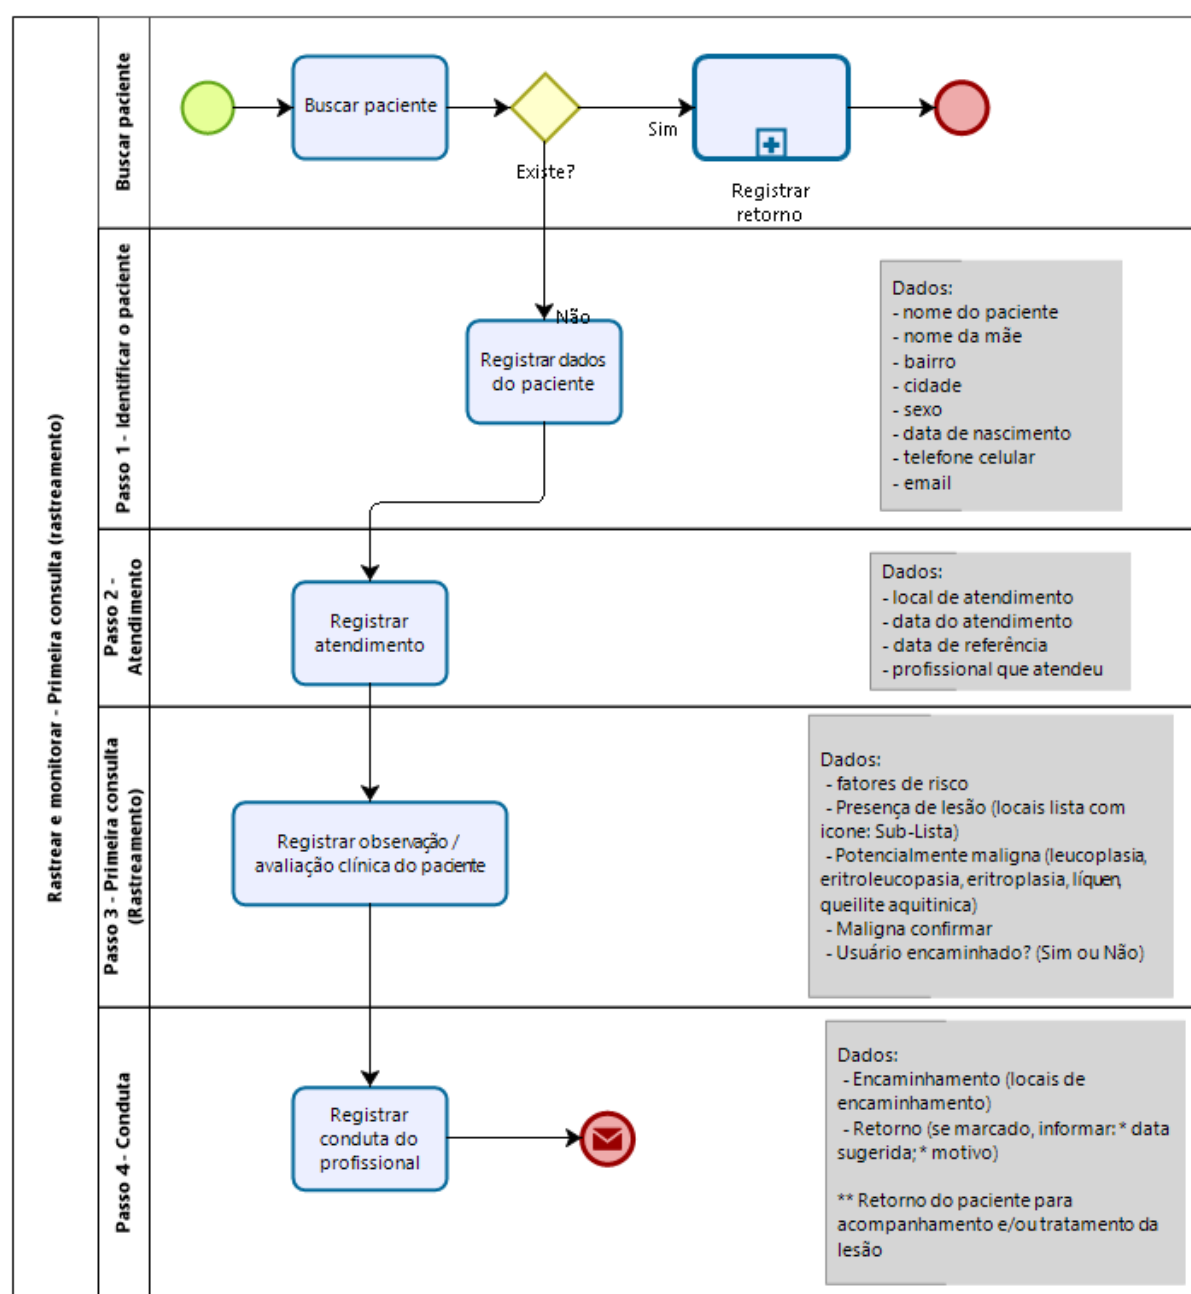 Rastrear e monitorar - Primeira consulta (rastreamento)
Buscar paciente
Buscar paciente
Existe?
Sim
Registrar
retorno
Passo 1 - Identificar o paciente
Não
Registrar dados
do paciente
Dados:
- nome do paciente
- nome da mãe
- bairro
- cidade
- sexo
- data de nascimento
- telefone celular
- email
Passo 2 -
Atendimento
Registrar
atendimento
Dados:
- local de atendimento
- data do atendimento
- data de referência
- profissional que atendeu
Passo 3 - Primeira consulta
(Rastreamento)
Registrar observação /
avaliação clínica do paciente
Dados:
- fatores de risco
- Presença de lesão (locais lista com
icone: Sub-Lista)
- Potencialmente maligna (leucoplasia,
eritroleucopasia, eritroplasia, líquen,
queilite aquitinica)
- Maligna confirmar
- Usuário encaminhado? (Sim ou Não)
Passo 4 - Conduta
Registrar
conduta do
profissional
Dados:
- Encaminhamento (locais de
encaminhamento)
- Retorno (se marcado, informar: * data
sugerida; * motivo)
** Retorno do paciente para
acompanhamento e/ou tratamento da
lesão